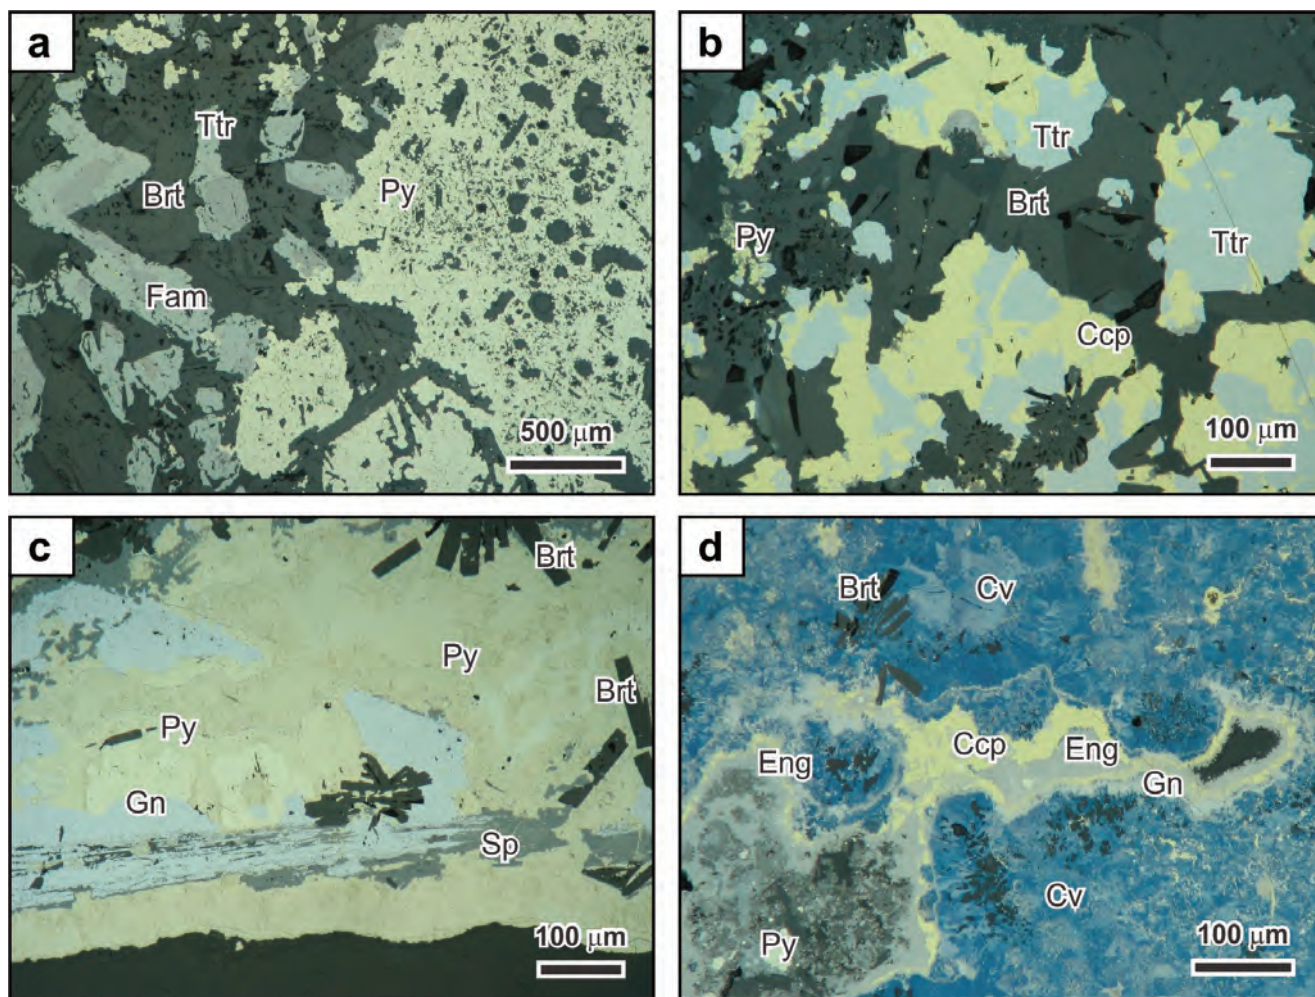 a
Ttr
Py
Brt
Fam
500 µm
b
Ttr
Brt
Py
Ttr
Ccp
100 µm
c
Brt
Py
Brt
Py
Gn
Sp
100 µm
d
Brt
Cv
Ccp
Eng
Eng
Gn
Cv
Py
100 µm